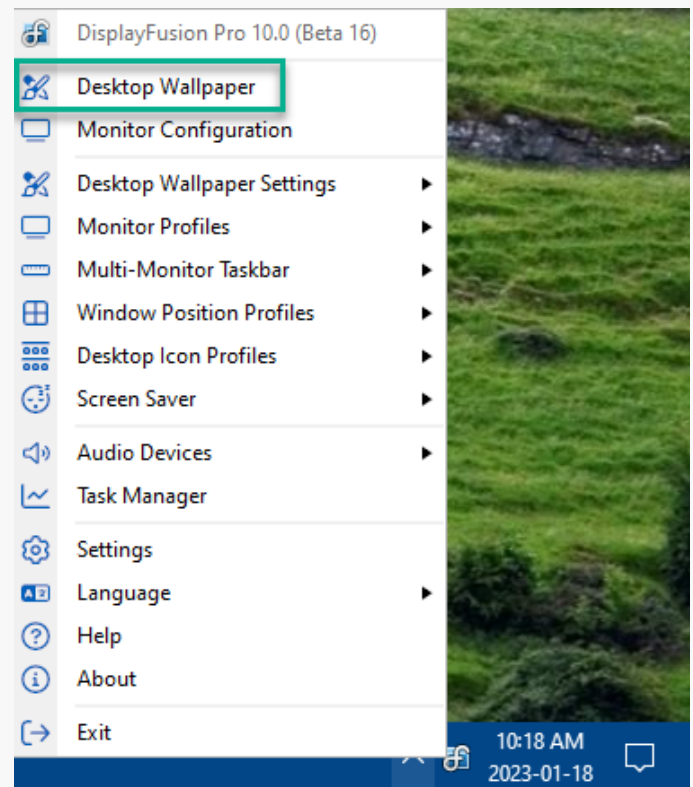 DisplayFusion Pro 10.0 (Beta 16)
Desktop Wallpaper
Monitor Configuration
Desktop Wallpaper Settings
Monitor Profiles
Multi-Monitor Taskbar
Window Position Profiles
Desktop Icon Profiles
Screen Saver
Audio Devices
Task Manager
Settings
Language
Help
About
Exit
10:18 AM
2023-01-18